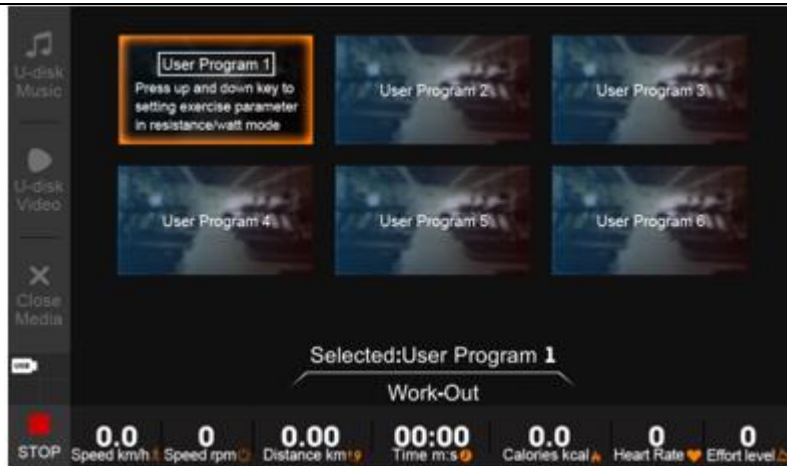 U-disk
Music
U-disk
Video
Close
Media
USB
STOP
User Program 1
Press up and down key to
setting exercise parameter
in resistance/watt mode
User Program 2
User Program 3
User Program 4
User Program 5
User Program 6
Selected:User Program 1
Work-Out
0.0 0 0.00 00:00 0.0 0 0
Speed km/h Speed rpm Distance km Time m:s Calories kcal Heart Rate Effort level